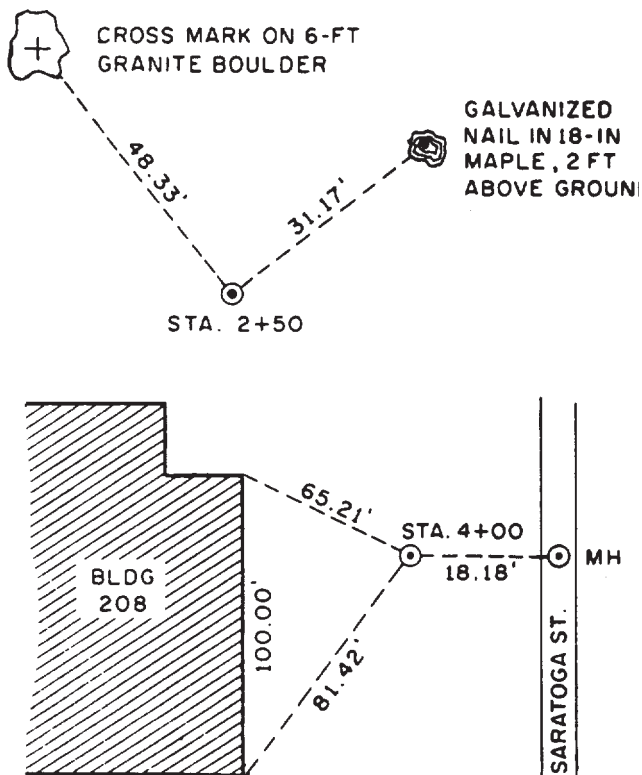 CROSS MARK ON 6-FT
GRANITE BOULDER
GALVANIZED
NAIL IN 18-IN
MAPLE, 2 FT
ABOVE GROUN
48.33'
31.17'
STA. 2+50
65.21'
STA. 4+00
18.18'
MH
BLDG
208
100.00'
81.42'
SARATOGA ST.